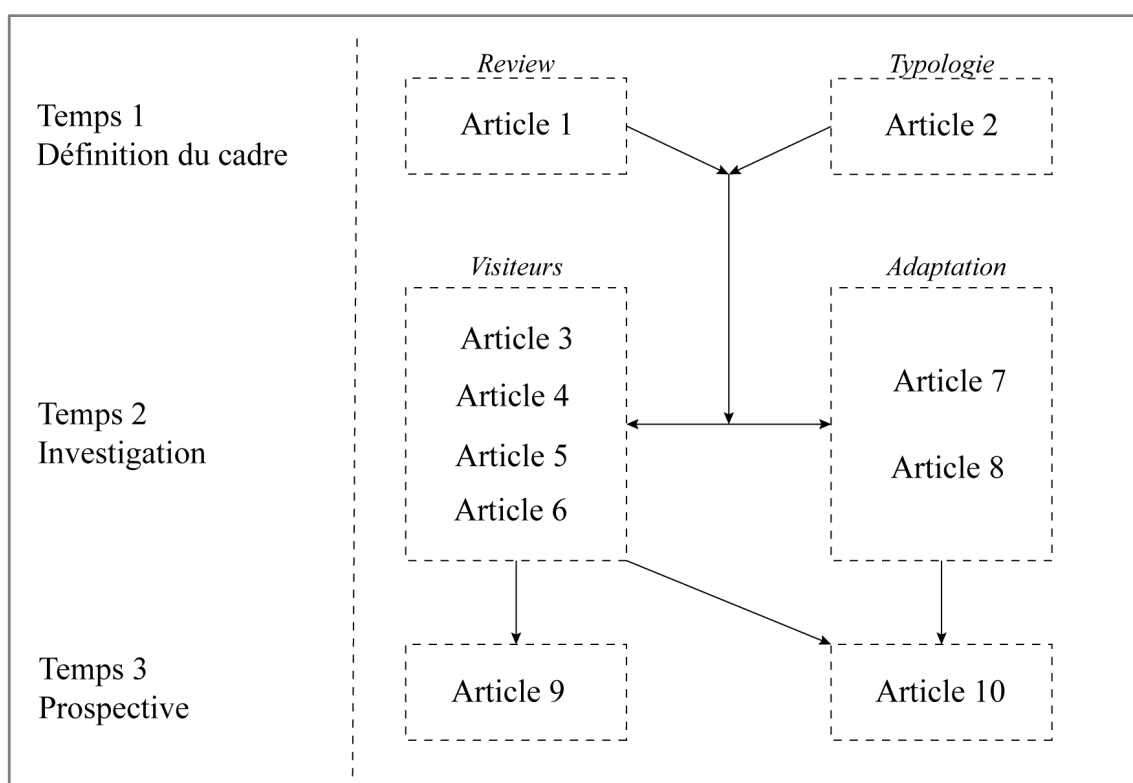 Review
Typologie
Temps 1
Définition du cadre
Article 1
Article 2
Visiteurs
Adaptation
Temps 2
Investigation
Article 3
Article 4
Article 5
Article 6
Article 7
Article 8
Temps 3
Prospective
Article 9
Article 10